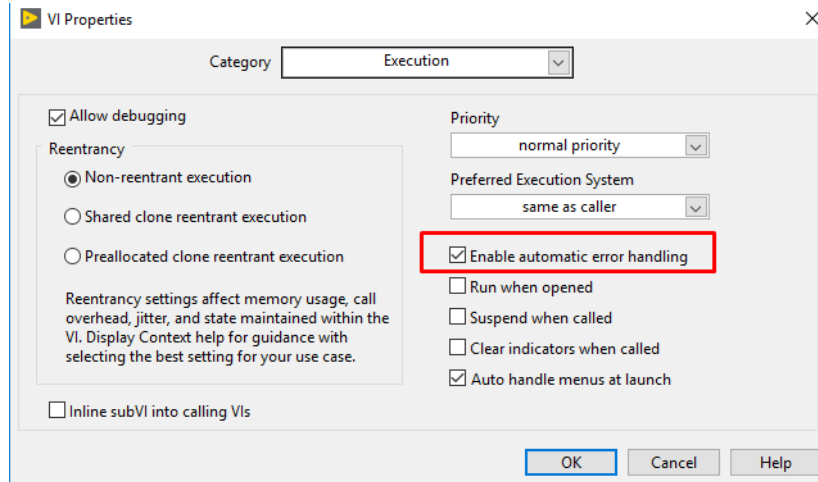 VI Properties
Category Execution
Allow debugging
Reentrancy
Non-reentrant execution
Shared clone reentrant execution
Preallocated clone reentrant execution
Reentrancy settings affect memory usage, call
overhead, jitter, and state maintained within the
VI. Display Context help for guidance with
selecting the best setting for your use case.
Inline subVI into calling VIs
Priority
normal priority
Preferred Execution System
same as caller
Enable automatic error handling
Run when opened
Suspend when called
Clear indicators when called
Auto handle menus at launch
OK Cancel Help